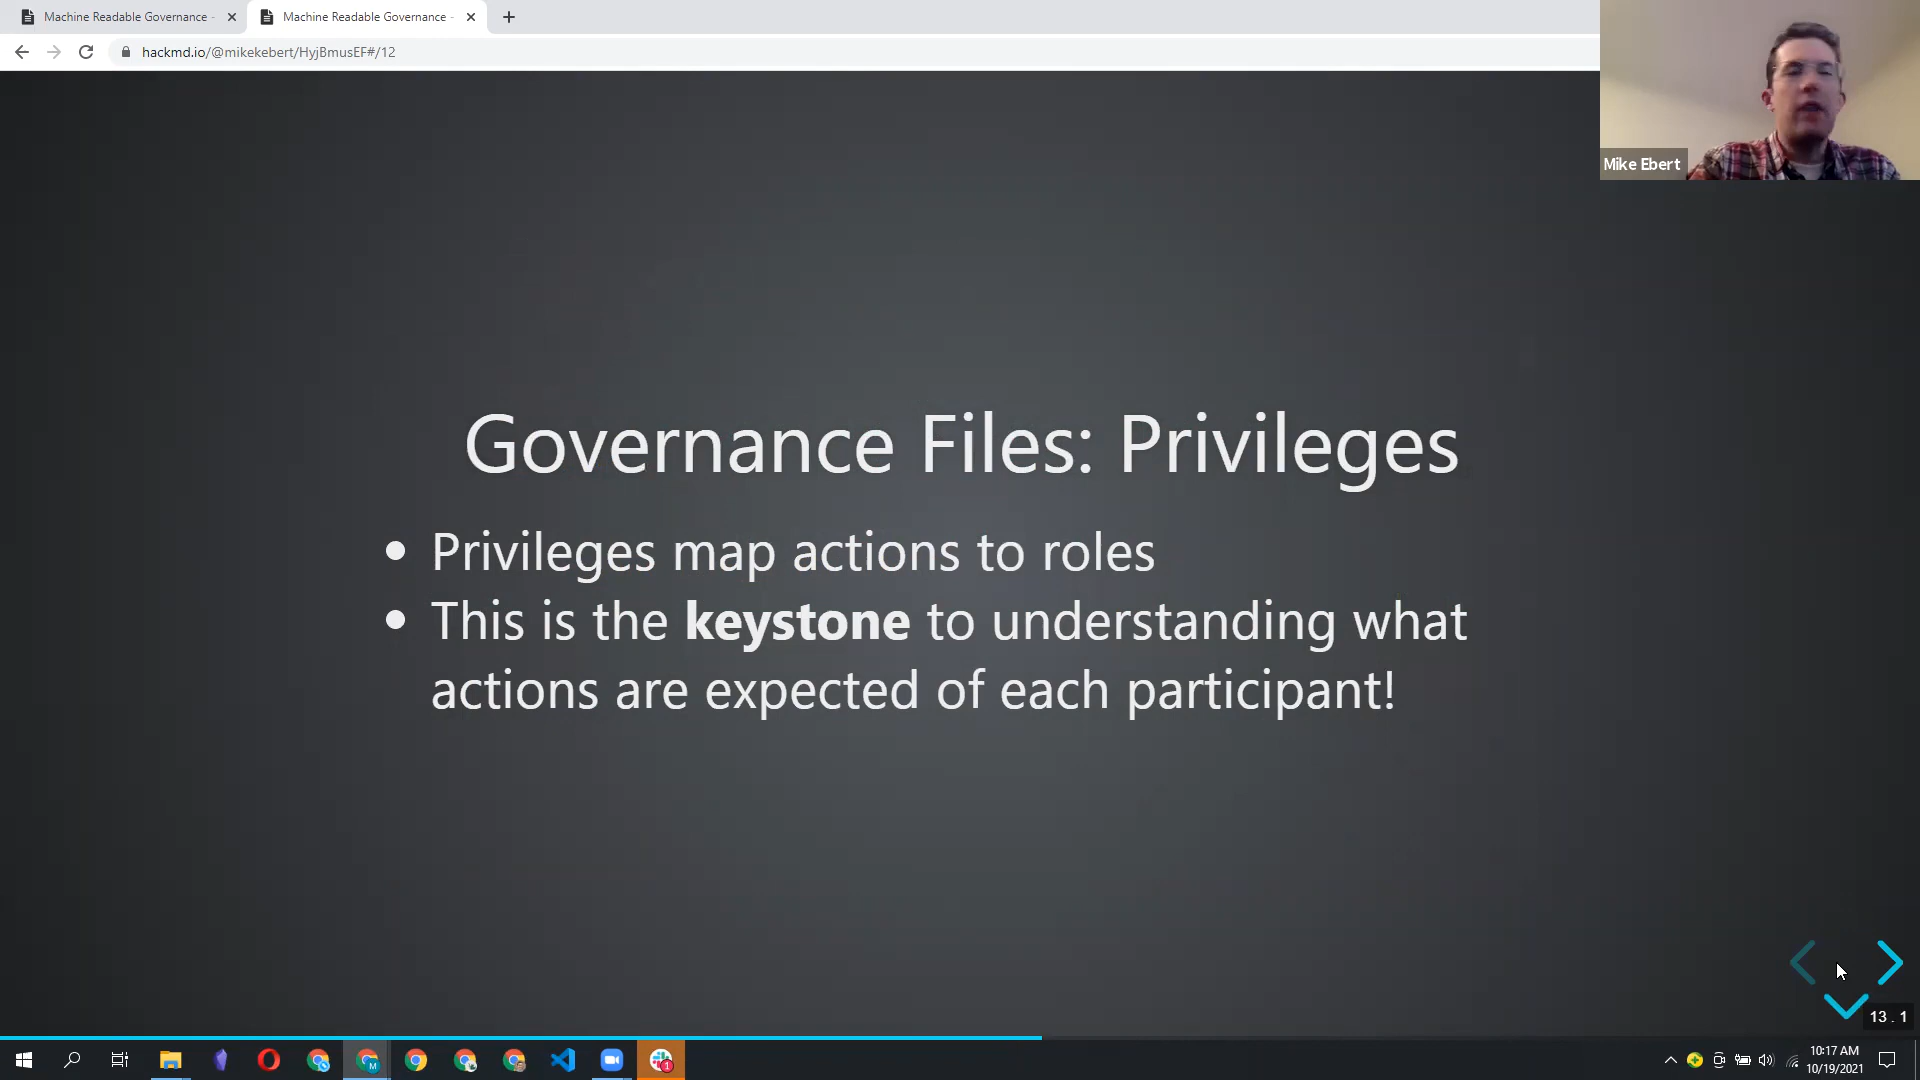 Machine Readable Governance -
Machine Readable Governance -
hackmd.io/@mikekebert/HyjBmusEF#/12
Mike Ebert
Governance Files: Privileges
Privileges map actions to roles
This is the keystone to understanding what
actions are expected of each participant!
13 . 1
M
1
10:17 AM
10/19/2021